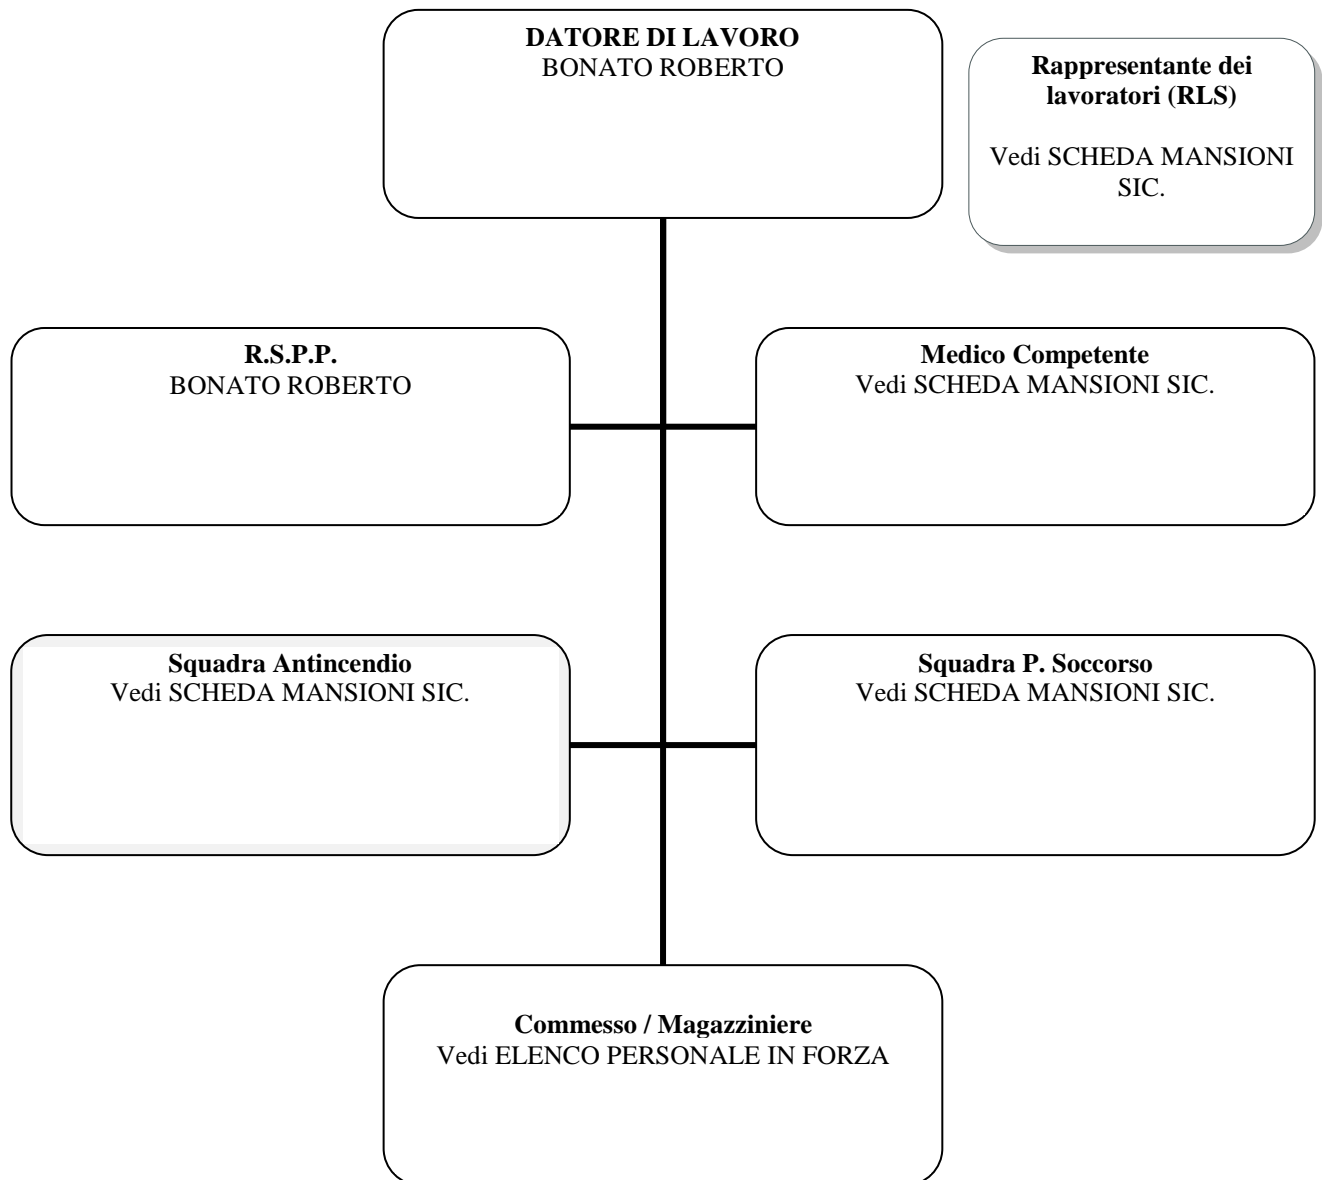 DATORE DI LAVORO
BONATO ROBERTO
Rappresentante dei
lavoratori (RLS)
Vedi SCHEDA MANSIONI
SIC.
R.S.P.P.
BONATO ROBERTO
Medico Competente
Vedi SCHEDA MANSIONI SIC.
Squadra Antincendio
Vedi SCHEDA MANSIONI SIC.
Squadra P. Soccorso
Vedi SCHEDA MANSIONI SIC.
Commesso / Magazziniere
Vedi ELENCO PERSONALE IN FORZA